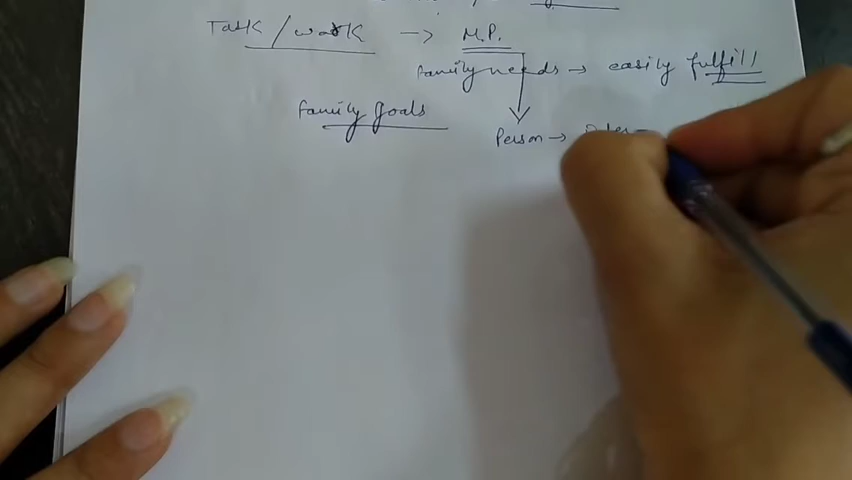 Task / work → M.P.
family needs → easily fulfill
family goals
Person →